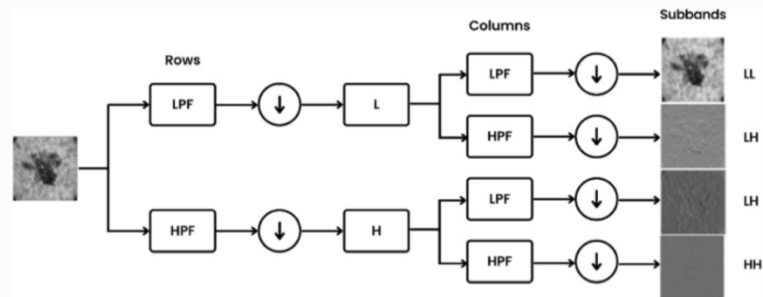 Subbands
Columns
Rows
LPF
LL
LPF
L
HPF
LH
LPF
LH
HPF
H
HPF
HH